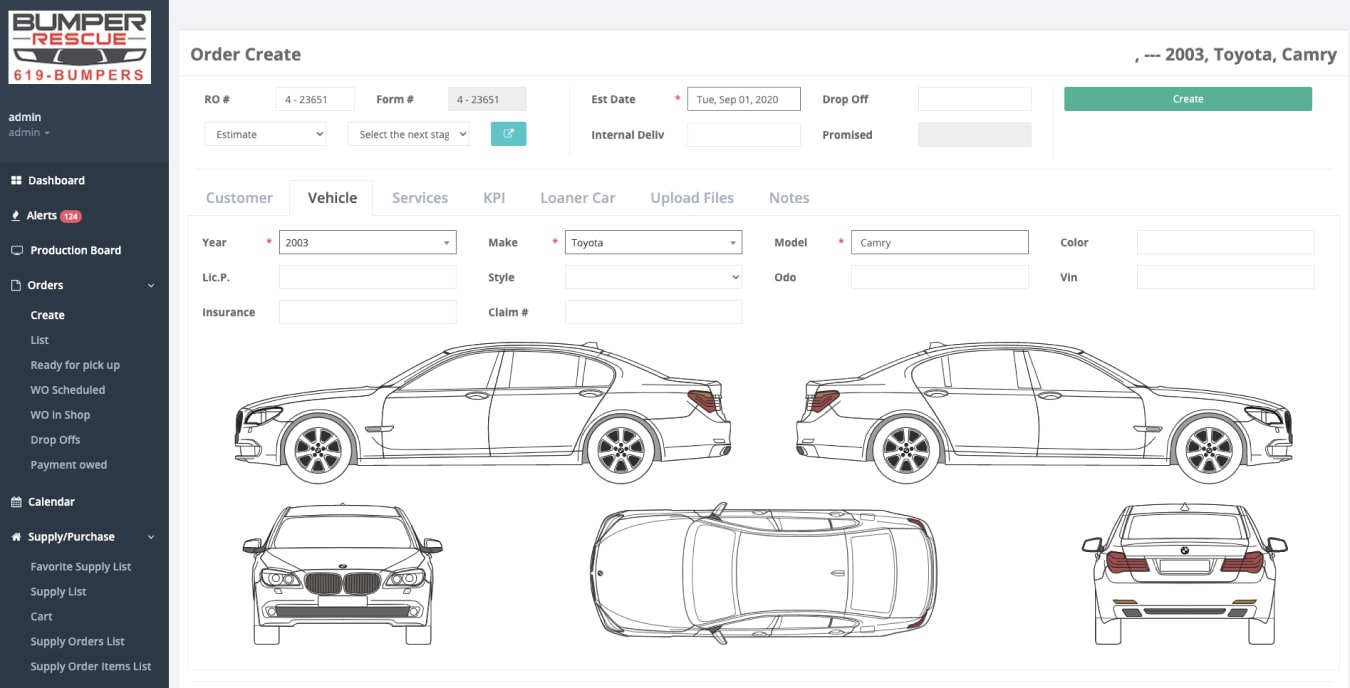 BUMPER
RESCUE
619-BUMPERS
admin
admin
Dashboard
Alerts 124
Production Board
Orders
Create
List
Ready for pick up
WO Scheduled
WO in Shop
Drop Offs
Payment owed
Calendar
Supply/Purchase
Favorite Supply List
Supply List
Cart
Supply Orders List
Supply Order Items List
Order Create
, --- 2003, Toyota, Camry
RO # 4 - 23651 Form # 4 - 23651 Est Date * Tue, Sep 01, 2020 Drop Off Create
Estimate Select the next stag Internal Deliv Promised
Customer Vehicle Services KPI Loaner Car Upload Files Notes
Year * 2003 Make * Toyota Model * Camry Color
Lic.P. Style Odo Vin
Insurance Claim #